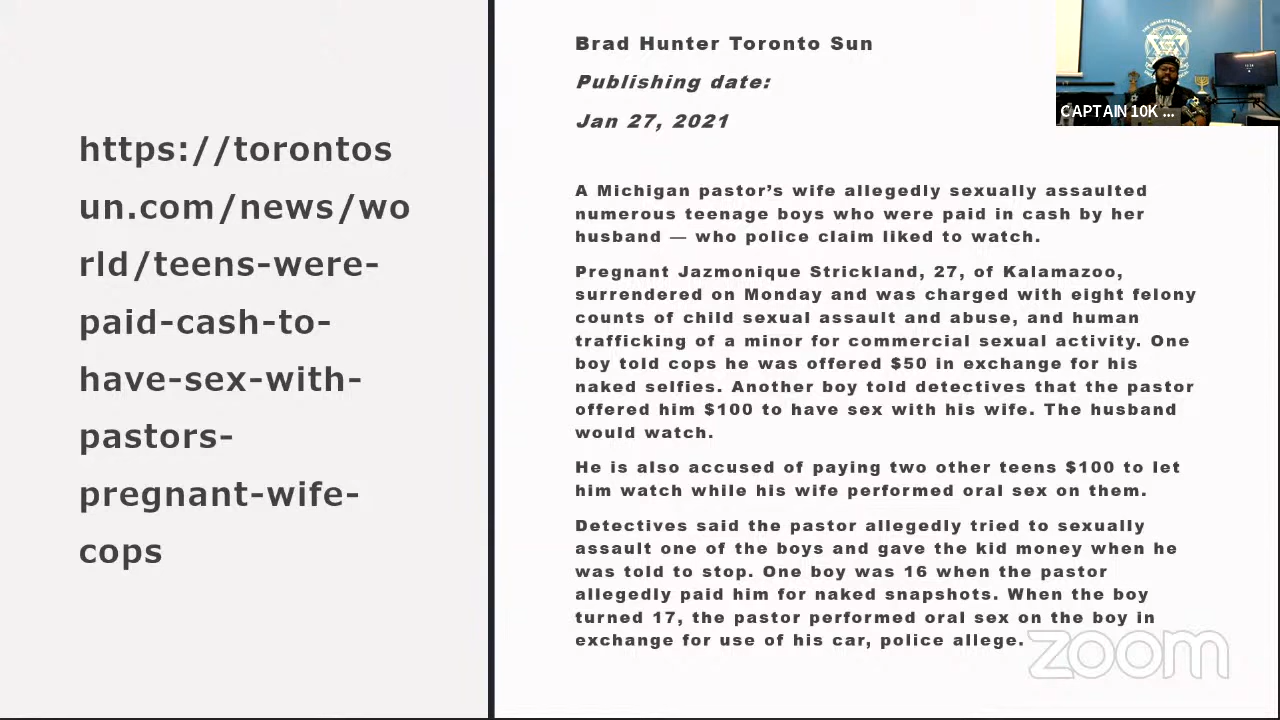 https://torontos
un.com/news/wo
rld/teens-were-
paid-cash-to-
have-sex-with-
pastors-
pregnant-wife-
cops
Brad Hunter Toronto Sun
Publishing date:
Jan 27, 2021
A Michigan pastor’s wife allegedly sexually assaulted
numerous teenage boys who were paid in cash by her
husband — who police claim liked to watch.
Pregnant Jazmonique Strickland, 27, of Kalamazoo,
surrendered on Monday and was charged with eight felony
counts of child sexual assault and abuse, and human
trafficking of a minor for commercial sexual activity. One
boy told cops he was offered $50 in exchange for his
naked selfies. Another boy told detectives that the pastor
offered him $100 to have sex with his wife. The husband
would watch.
He is also accused of paying two other teens $100 to let
him watch while his wife performed oral sex on them.
Detectives said the pastor allegedly tried to sexually
assault one of the boys and gave the kid money when he
was told to stop. One boy was 16 when the pastor
allegedly paid him for naked snapshots. When the boy
turned 17, the pastor performed oral sex on the boy in
exchange for use of his car, police allege.
CAPTAIN 10K ...
zoom